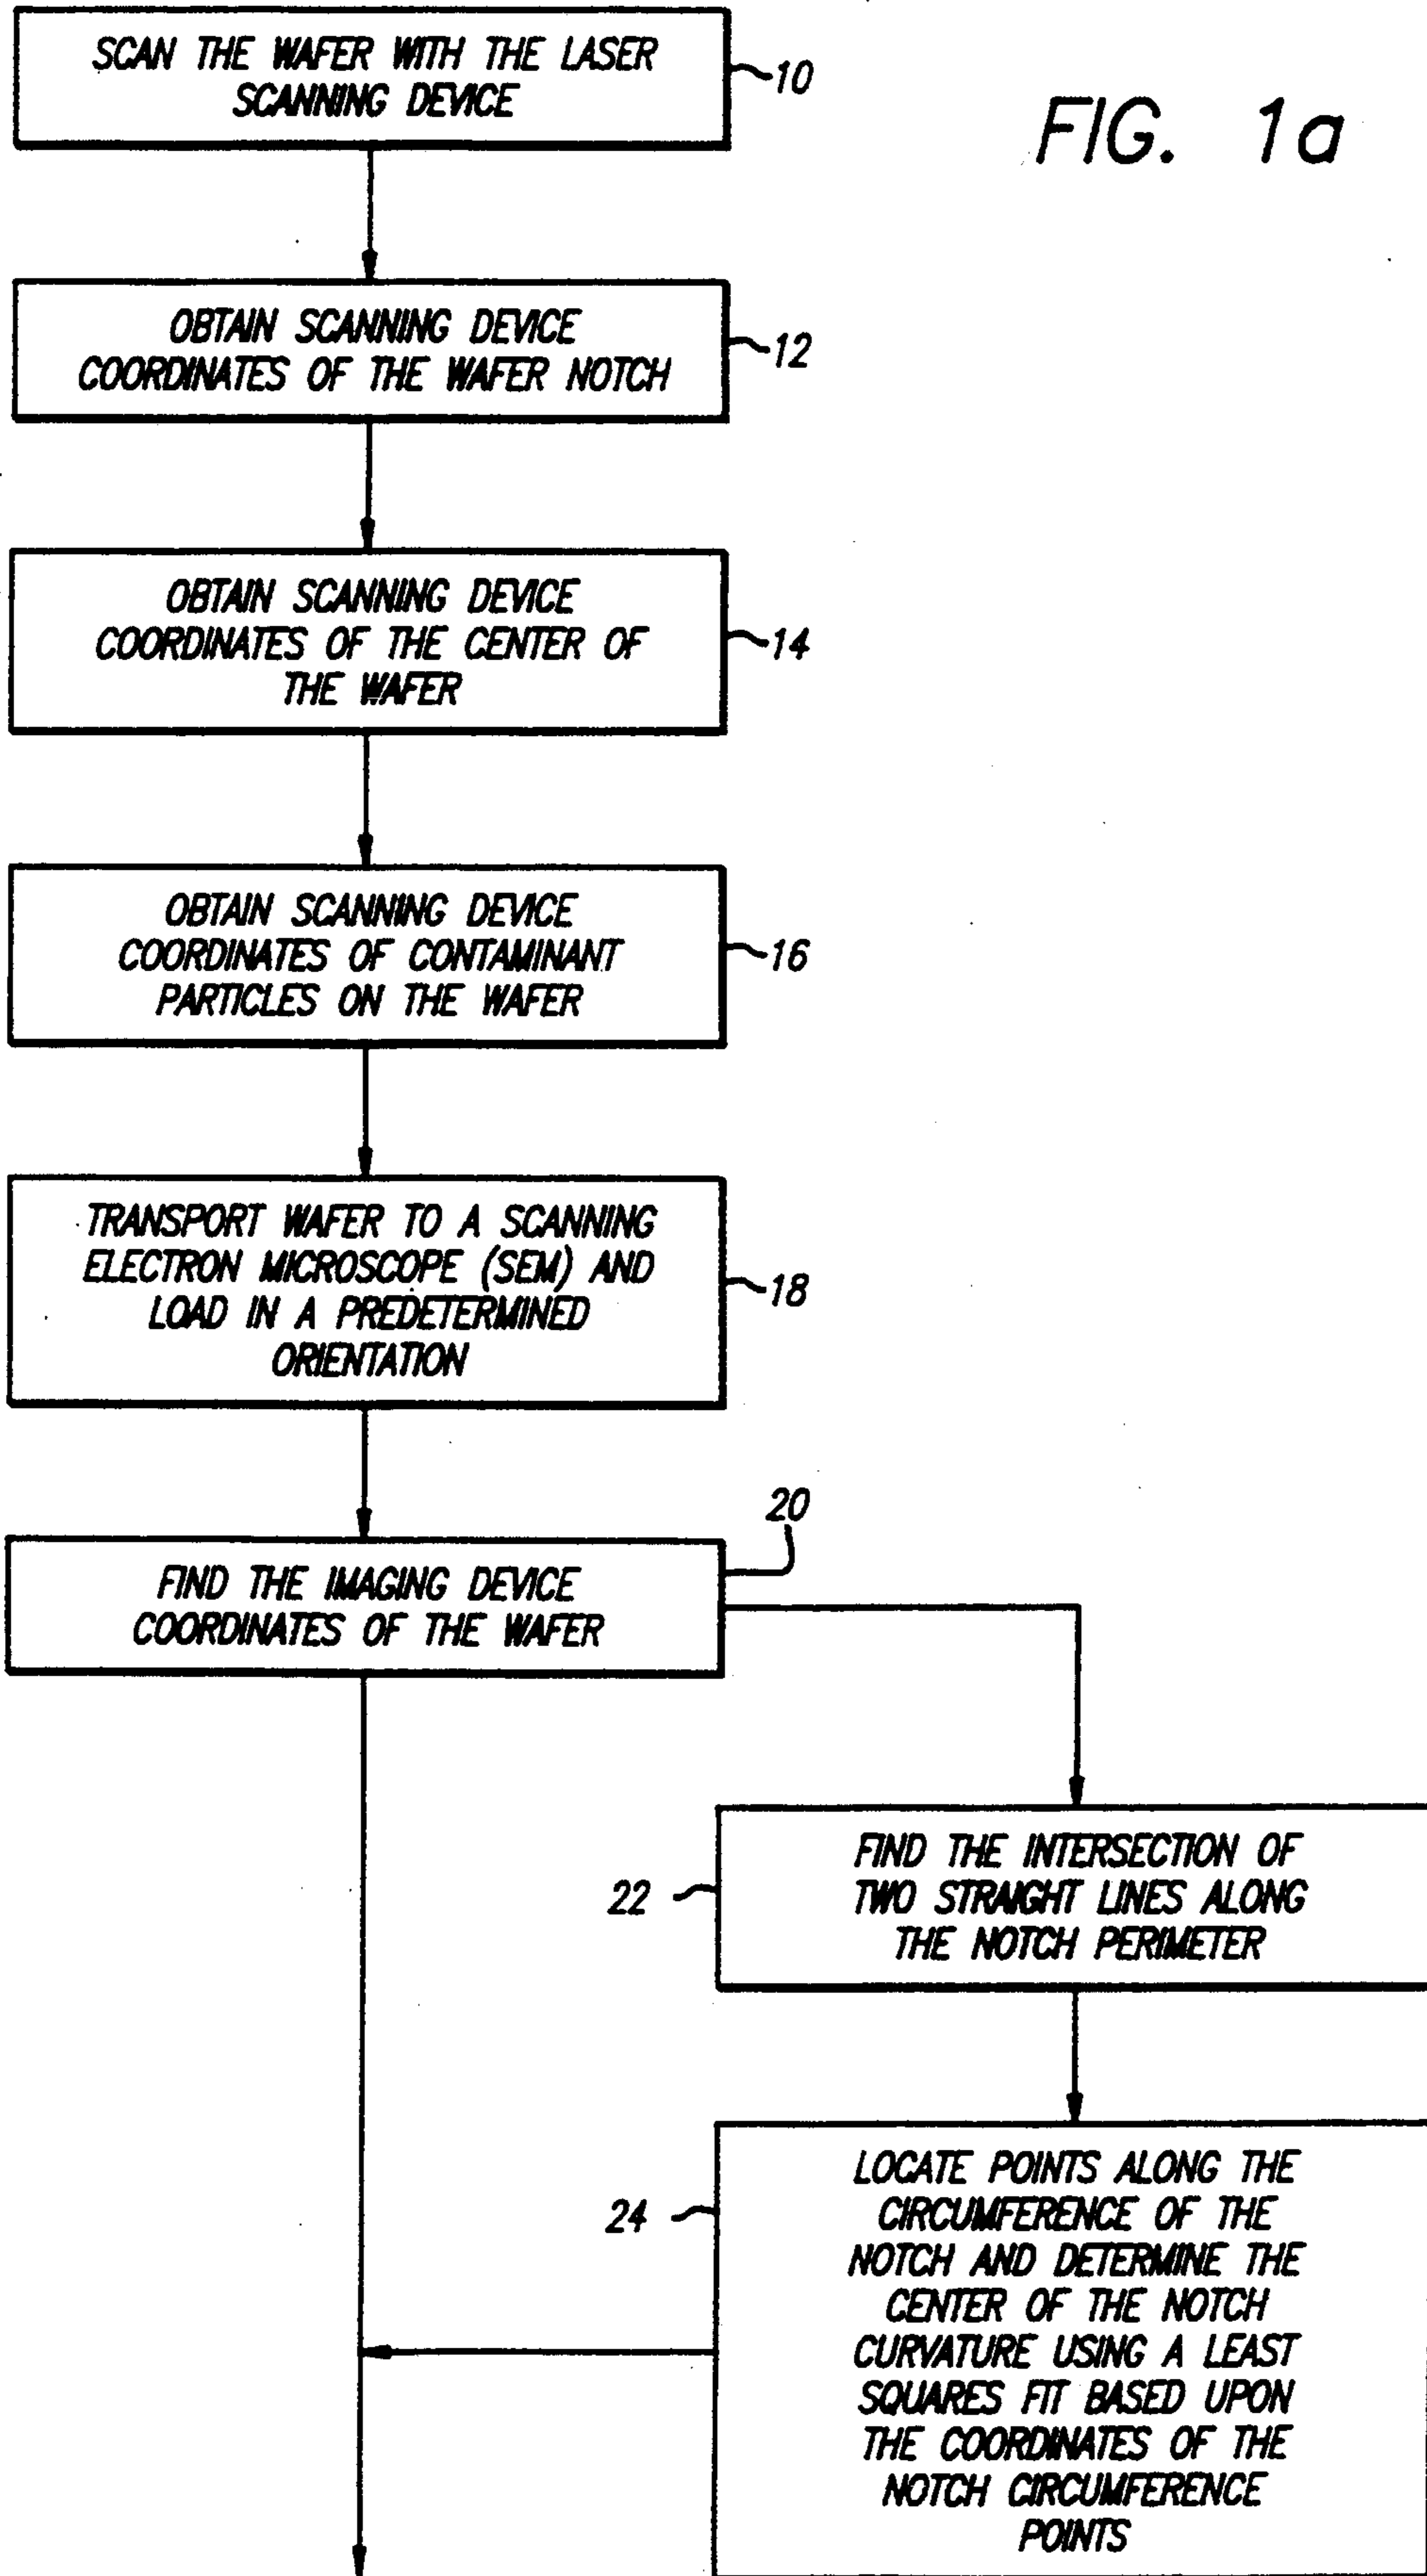 SCAN THE WAFER WITH THE LASER
SCANNING DEVICE
10
FIG. 1a
OBTAIN SCANNING DEVICE
COORDINATES OF THE WAFER NOTCH
12
OBTAIN SCANNING DEVICE
COORDINATES OF THE CENTER OF
THE WAFER
14
OBTAIN SCANNING DEVICE
COORDINATES OF CONTAMINANT
PARTICLES ON THE WAFER
16
TRANSPORT WAFER TO A SCANNING
ELECTRON MICROSCOPE (SEM) AND
LOAD IN A PREDETERMINED
ORIENTATION
18
20
FIND THE IMAGING DEVICE
COORDINATES OF THE WAFER
22
FIND THE INTERSECTION OF
TWO STRAIGHT LINES ALONG
THE NOTCH PERIMETER
24
LOCATE POINTS ALONG THE
CIRCUMFERENCE OF THE
NOTCH AND DETERMINE THE
CENTER OF THE NOTCH
CURVATURE USING A LEAST
SQUARES FIT BASED UPON
THE COORDINATES OF THE
NOTCH CIRCUMFERENCE
POINTS